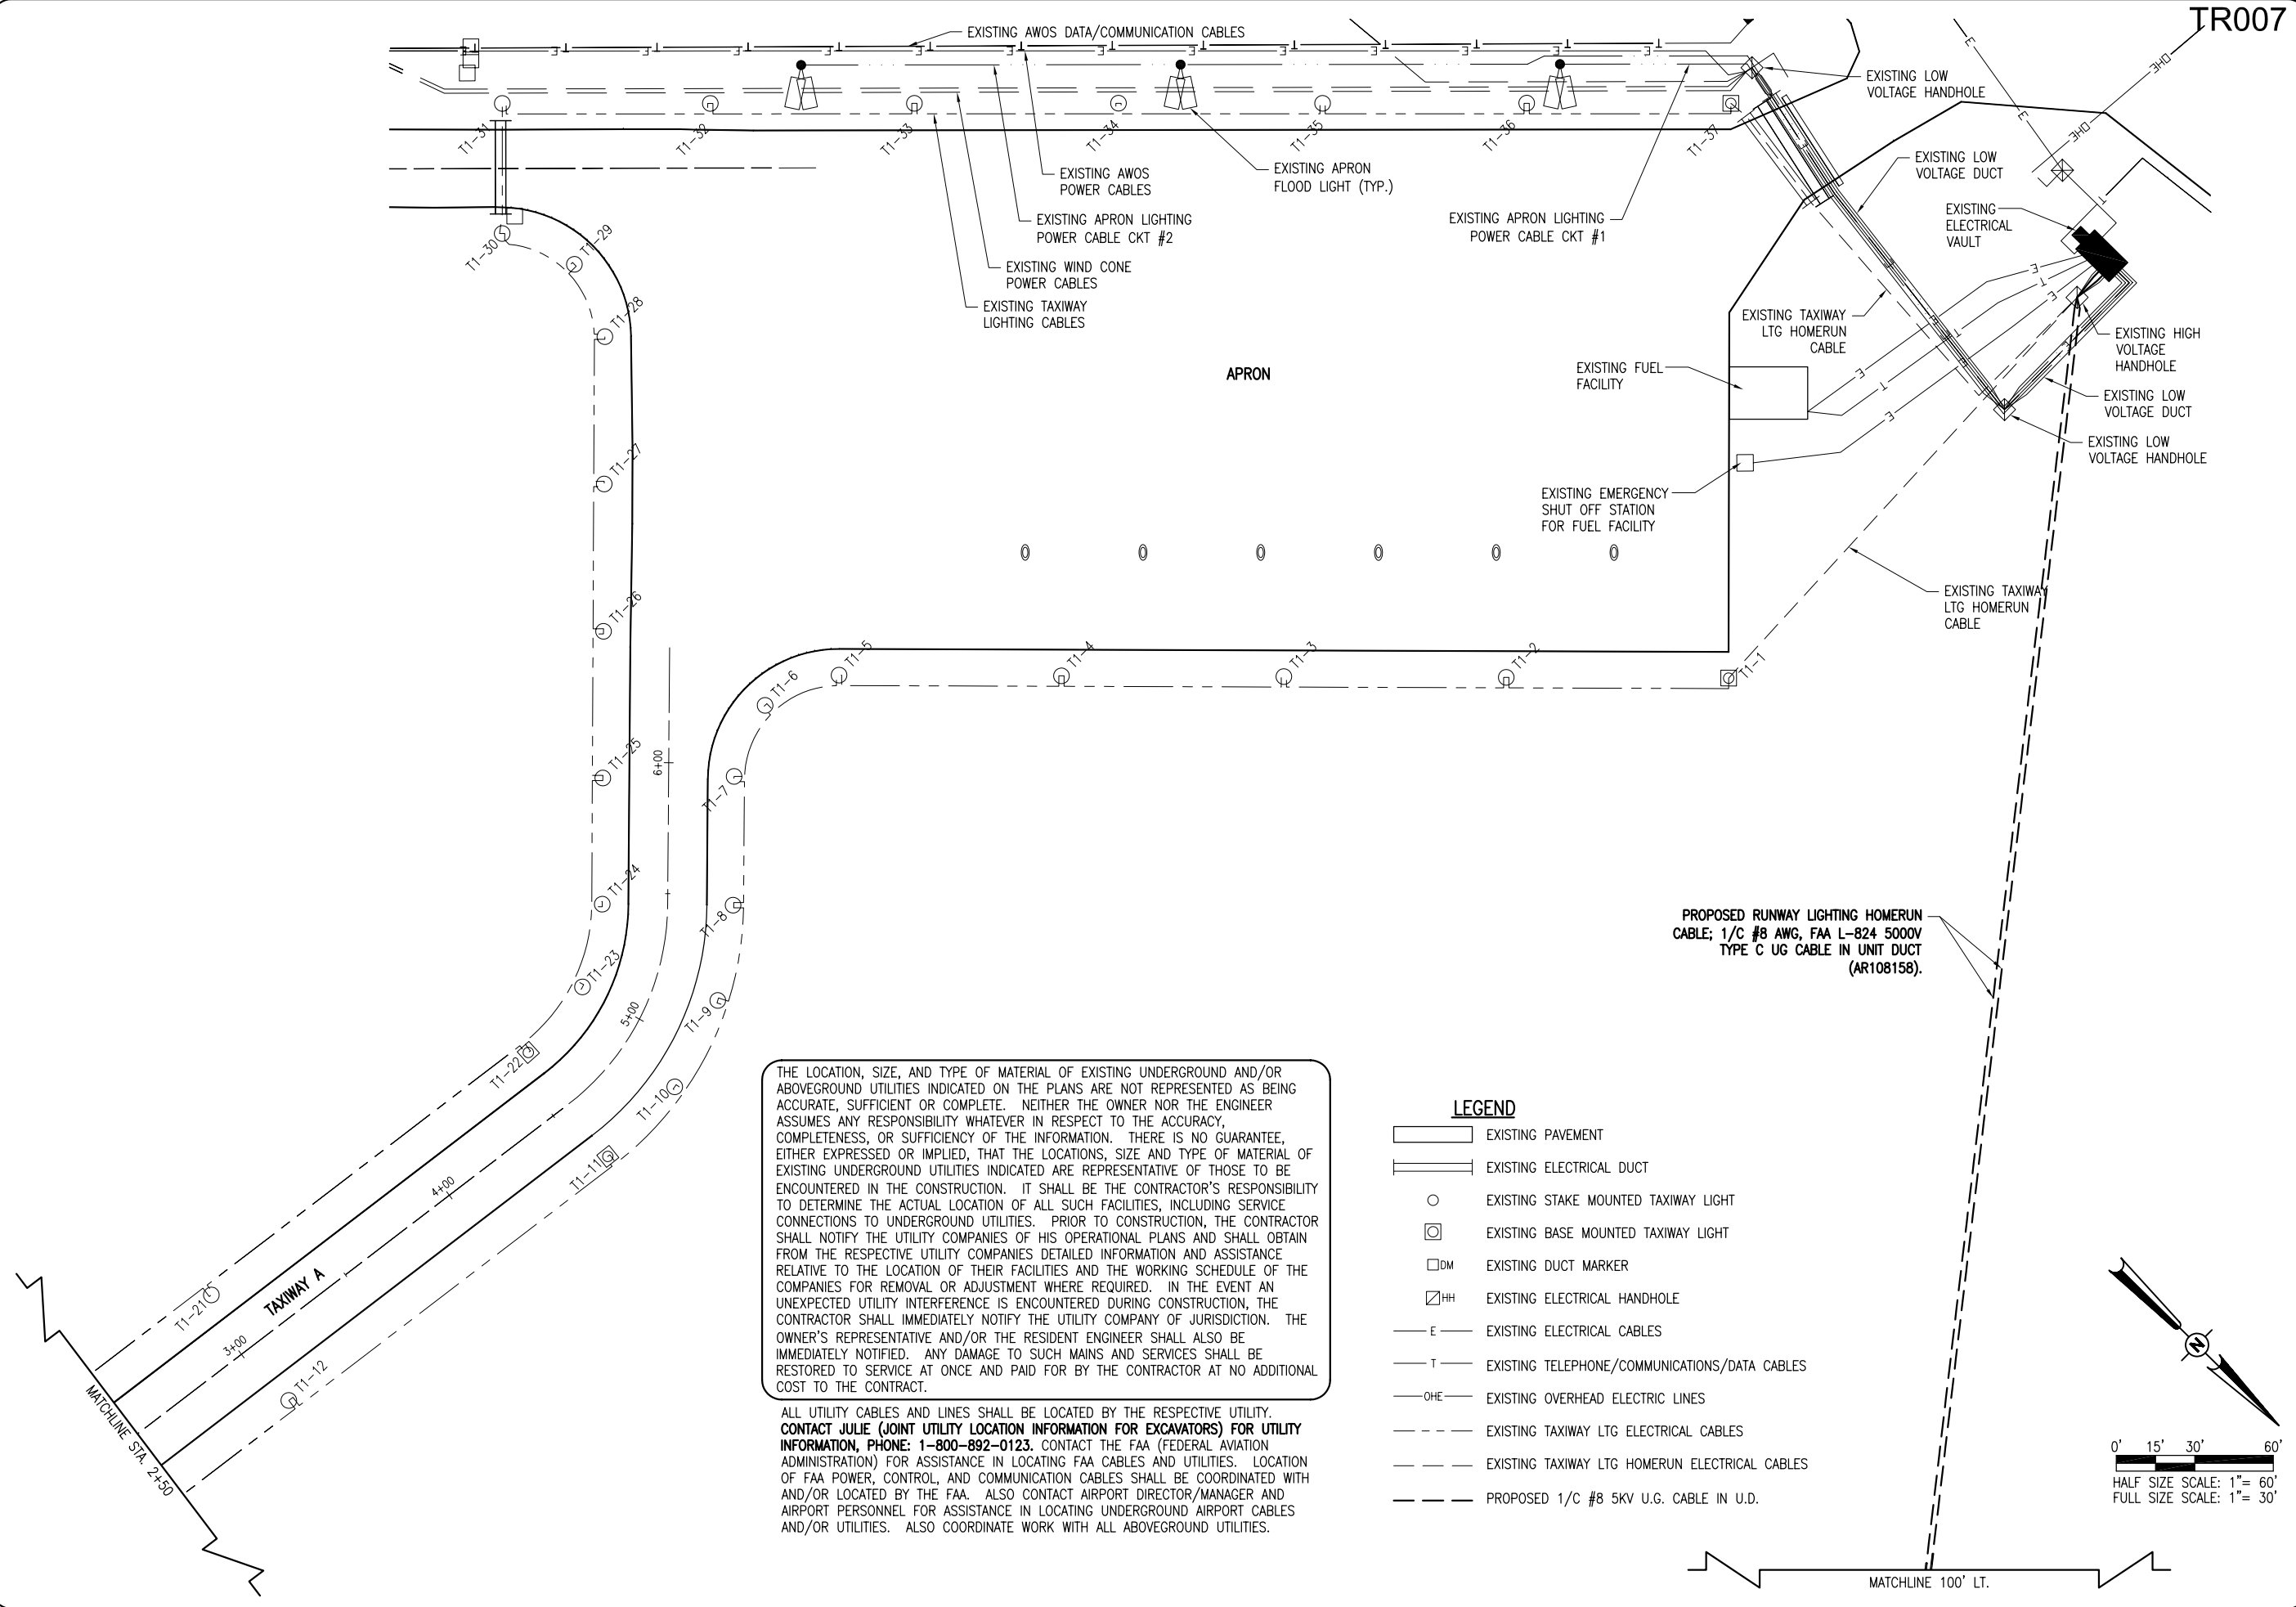 TR007
EXISTING AWOS DATA/COMMUNICATION CABLES
EXISTING LOW
VOLTAGE HANDHOLE
OHE
OHE
E
E
T
T1-31
T1-32
T1-33
T1-34
T1-35
T1-36
T1-37
EXISTING AWOS
POWER CABLES
EXISTING APRON
FLOOD LIGHT (TYP.)
EXISTING LOW
VOLTAGE DUCT
EXISTING APRON LIGHTING
POWER CABLE CKT #2
EXISTING APRON LIGHTING
POWER CABLE CKT #1
EXISTING
ELECTRICAL
VAULT
EXISTING WIND CONE
POWER CABLES
EXISTING TAXIWAY
LIGHTING CABLES
T1-30
T1-29
T1-28
T1-27
T1-26
T1-25
T1-24
T1-23
T1-22
T1-21
EXISTING TAXIWAY
LTG HOMERUN
CABLE
EXISTING HIGH
VOLTAGE
HANDHOLE
APRON
EXISTING FUEL
FACILITY
EXISTING LOW
VOLTAGE DUCT
EXISTING LOW
VOLTAGE HANDHOLE
EXISTING EMERGENCY
SHUT OFF STATION
FOR FUEL FACILITY
EXISTING TAXIWAY
LTG HOMERUN
CABLE
T1-5
T1-4
T1-3
T1-2
T1-1
T1-6
T1-7
T1-8
T1-9
T1-10
T1-11
T1-12
6+00
5+00
4+00
3+00
TAXIWAY A
MATCHLINE STA. 2+50
PROPOSED RUNWAY LIGHTING HOMERUN
CABLE; 1/C #8 AWG, FAA L-824 5000V
TYPE C UG CABLE IN UNIT DUCT
(AR108158).
THE LOCATION, SIZE, AND TYPE OF MATERIAL OF EXISTING UNDERGROUND AND/OR
ABOVEGROUND UTILITIES INDICATED ON THE PLANS ARE NOT REPRESENTED AS BEING
ACCURATE, SUFFICIENT OR COMPLETE. NEITHER THE OWNER NOR THE ENGINEER
ASSUMES ANY RESPONSIBILITY WHATEVER IN RESPECT TO THE ACCURACY,
COMPLETENESS, OR SUFFICIENCY OF THE INFORMATION. THERE IS NO GUARANTEE,
EITHER EXPRESSED OR IMPLIED, THAT THE LOCATIONS, SIZE AND TYPE OF MATERIAL OF
EXISTING UNDERGROUND UTILITIES INDICATED ARE REPRESENTATIVE OF THOSE TO BE
ENCOUNTERED IN THE CONSTRUCTION. IT SHALL BE THE CONTRACTOR'S RESPONSIBILITY
TO DETERMINE THE ACTUAL LOCATION OF ALL SUCH FACILITIES, INCLUDING SERVICE
CONNECTIONS TO UNDERGROUND UTILITIES. PRIOR TO CONSTRUCTION, THE CONTRACTOR
SHALL NOTIFY THE UTILITY COMPANIES OF HIS OPERATIONAL PLANS AND SHALL OBTAIN
FROM THE RESPECTIVE UTILITY COMPANIES DETAILED INFORMATION AND ASSISTANCE
RELATIVE TO THE LOCATION OF THEIR FACILITIES AND THE WORKING SCHEDULE OF THE
COMPANIES FOR REMOVAL OR ADJUSTMENT WHERE REQUIRED. IN THE EVENT AN
UNEXPECTED UTILITY INTERFERENCE IS ENCOUNTERED DURING CONSTRUCTION, THE
CONTRACTOR SHALL IMMEDIATELY NOTIFY THE UTILITY COMPANY OF JURISDICTION. THE
OWNER'S REPRESENTATIVE AND/OR THE RESIDENT ENGINEER SHALL ALSO BE
IMMEDIATELY NOTIFIED. ANY DAMAGE TO SUCH MAINS AND SERVICES SHALL BE
RESTORED TO SERVICE AT ONCE AND PAID FOR BY THE CONTRACTOR AT NO ADDITIONAL
COST TO THE CONTRACT.
ALL UTILITY CABLES AND LINES SHALL BE LOCATED BY THE RESPECTIVE UTILITY.
CONTACT JULIE (JOINT UTILITY LOCATION INFORMATION FOR EXCAVATORS) FOR UTILITY
INFORMATION, PHONE: 1-800-892-0123. CONTACT THE FAA (FEDERAL AVIATION
ADMINISTRATION) FOR ASSISTANCE IN LOCATING FAA CABLES AND UTILITIES. LOCATION
OF FAA POWER, CONTROL, AND COMMUNICATION CABLES SHALL BE COORDINATED WITH
AND/OR LOCATED BY THE FAA. ALSO CONTACT AIRPORT DIRECTOR/MANAGER AND
AIRPORT PERSONNEL FOR ASSISTANCE IN LOCATING UNDERGROUND AIRPORT CABLES
AND/OR UTILITIES. ALSO COORDINATE WORK WITH ALL ABOVEGROUND UTILITIES.
LEGEND
EXISTING PAVEMENT
EXISTING ELECTRICAL DUCT
EXISTING STAKE MOUNTED TAXIWAY LIGHT
EXISTING BASE MOUNTED TAXIWAY LIGHT
DM EXISTING DUCT MARKER
HH EXISTING ELECTRICAL HANDHOLE
E EXISTING ELECTRICAL CABLES
T EXISTING TELEPHONE/COMMUNICATIONS/DATA CABLES
OHE EXISTING OVERHEAD ELECTRIC LINES
EXISTING TAXIWAY LTG ELECTRICAL CABLES
EXISTING TAXIWAY LTG HOMERUN ELECTRICAL CABLES
PROPOSED 1/C #8 5KV U.G. CABLE IN U.D.
N
0' 15' 30' 60'
HALF SIZE SCALE: 1"= 60'
FULL SIZE SCALE: 1"= 30'
MATCHLINE 100' LT.